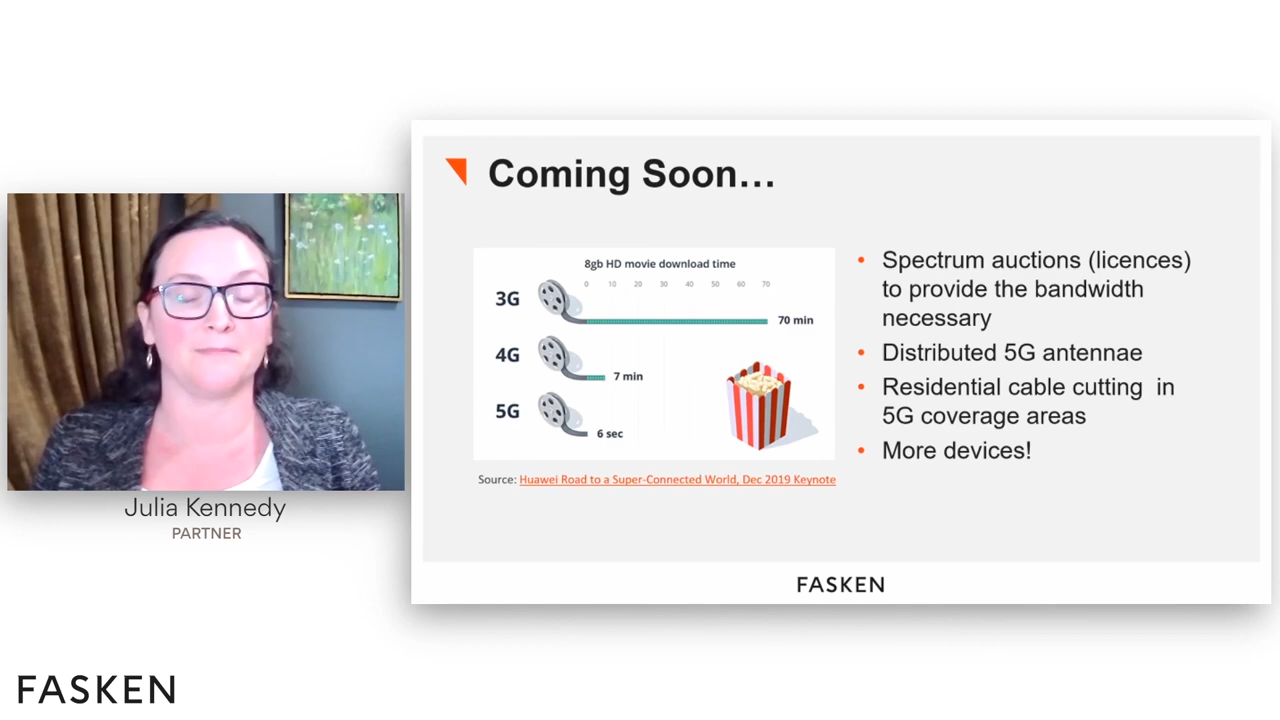 Coming Soon...
8gb HD movie download time
0 10 20 30 40 50 60 70
3G
70 min
4G
7 min
5G
6 sec
Source: Huawei Road to a Super-Connected World, Dec 2019 Keynote
• Spectrum auctions (licences)
to provide the bandwidth
necessary
• Distributed 5G antennae
• Residential cable cutting in
5G coverage areas
• More devices!
FASKEN
Julia Kennedy
PARTNER
FASKEN